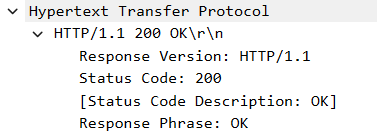 Hypertext Transfer Protocol
HTTP/1.1 200 OK\r\n
Response Version: HTTP/1.1
Status Code: 200
[Status Code Description: OK]
Response Phrase: OK